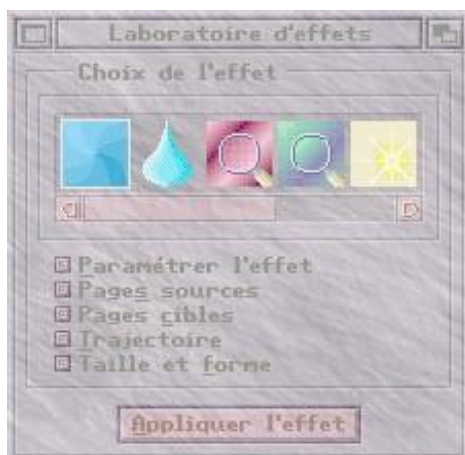 Laboratoire d'effets
Choix de l'effet
Paramétrer l'effet
Pages sources
Pages cibles
Trajectoire
Taille et forme
Appliquer l'effet